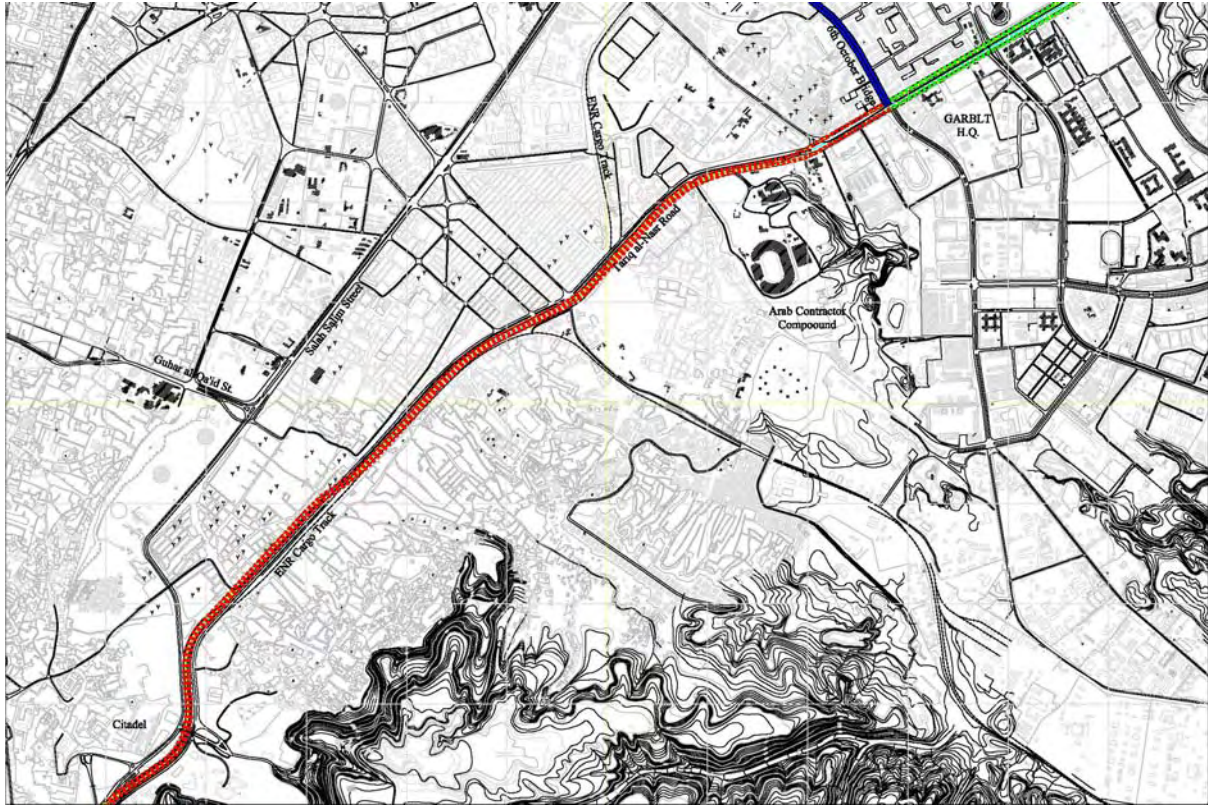 6th October Bridge
ENR Cargo Track
GARBLT
H.Q.
Tariq al-Nasr Road
Salah Salim Street
Arab Contractor
Compoound
Guhar al-Qa'id St.
ENR Cargo Track
Citadel